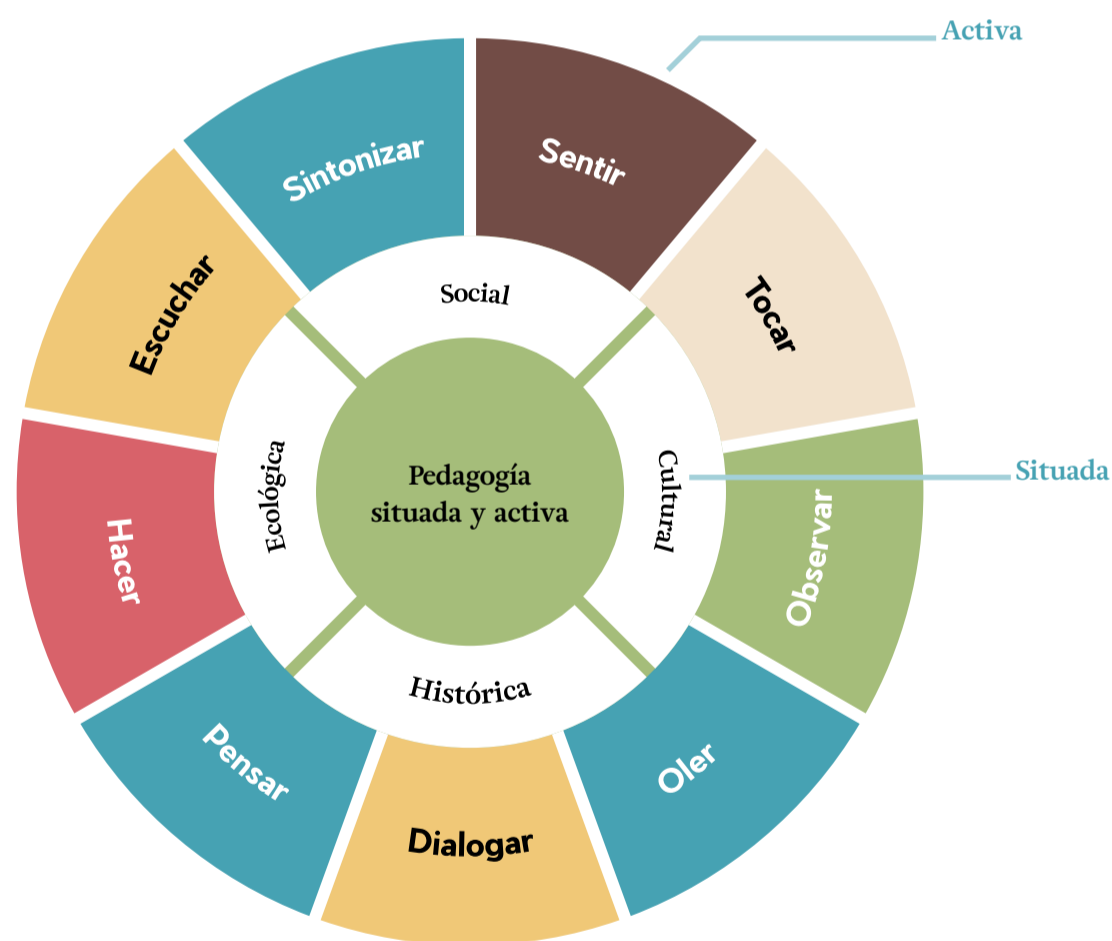 Activa
Sintonizar
Sentir
Escuchar
Tocar
Social
Ecológica
Pedagogía
situada y activa
Cultural
Situada
Hacer
Observar
Histórica
Pensar
Oler
Dialogar